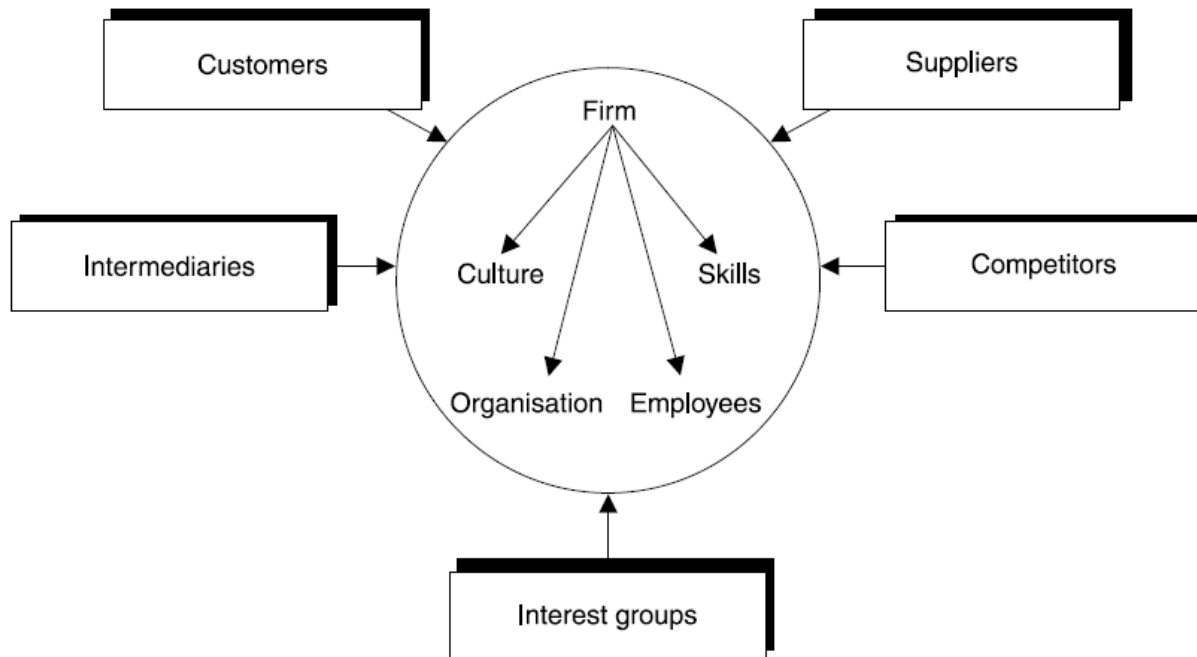 Customers
Suppliers
Firm
Intermediaries
Culture
Skills
Competitors
Organisation
Employees
Interest groups